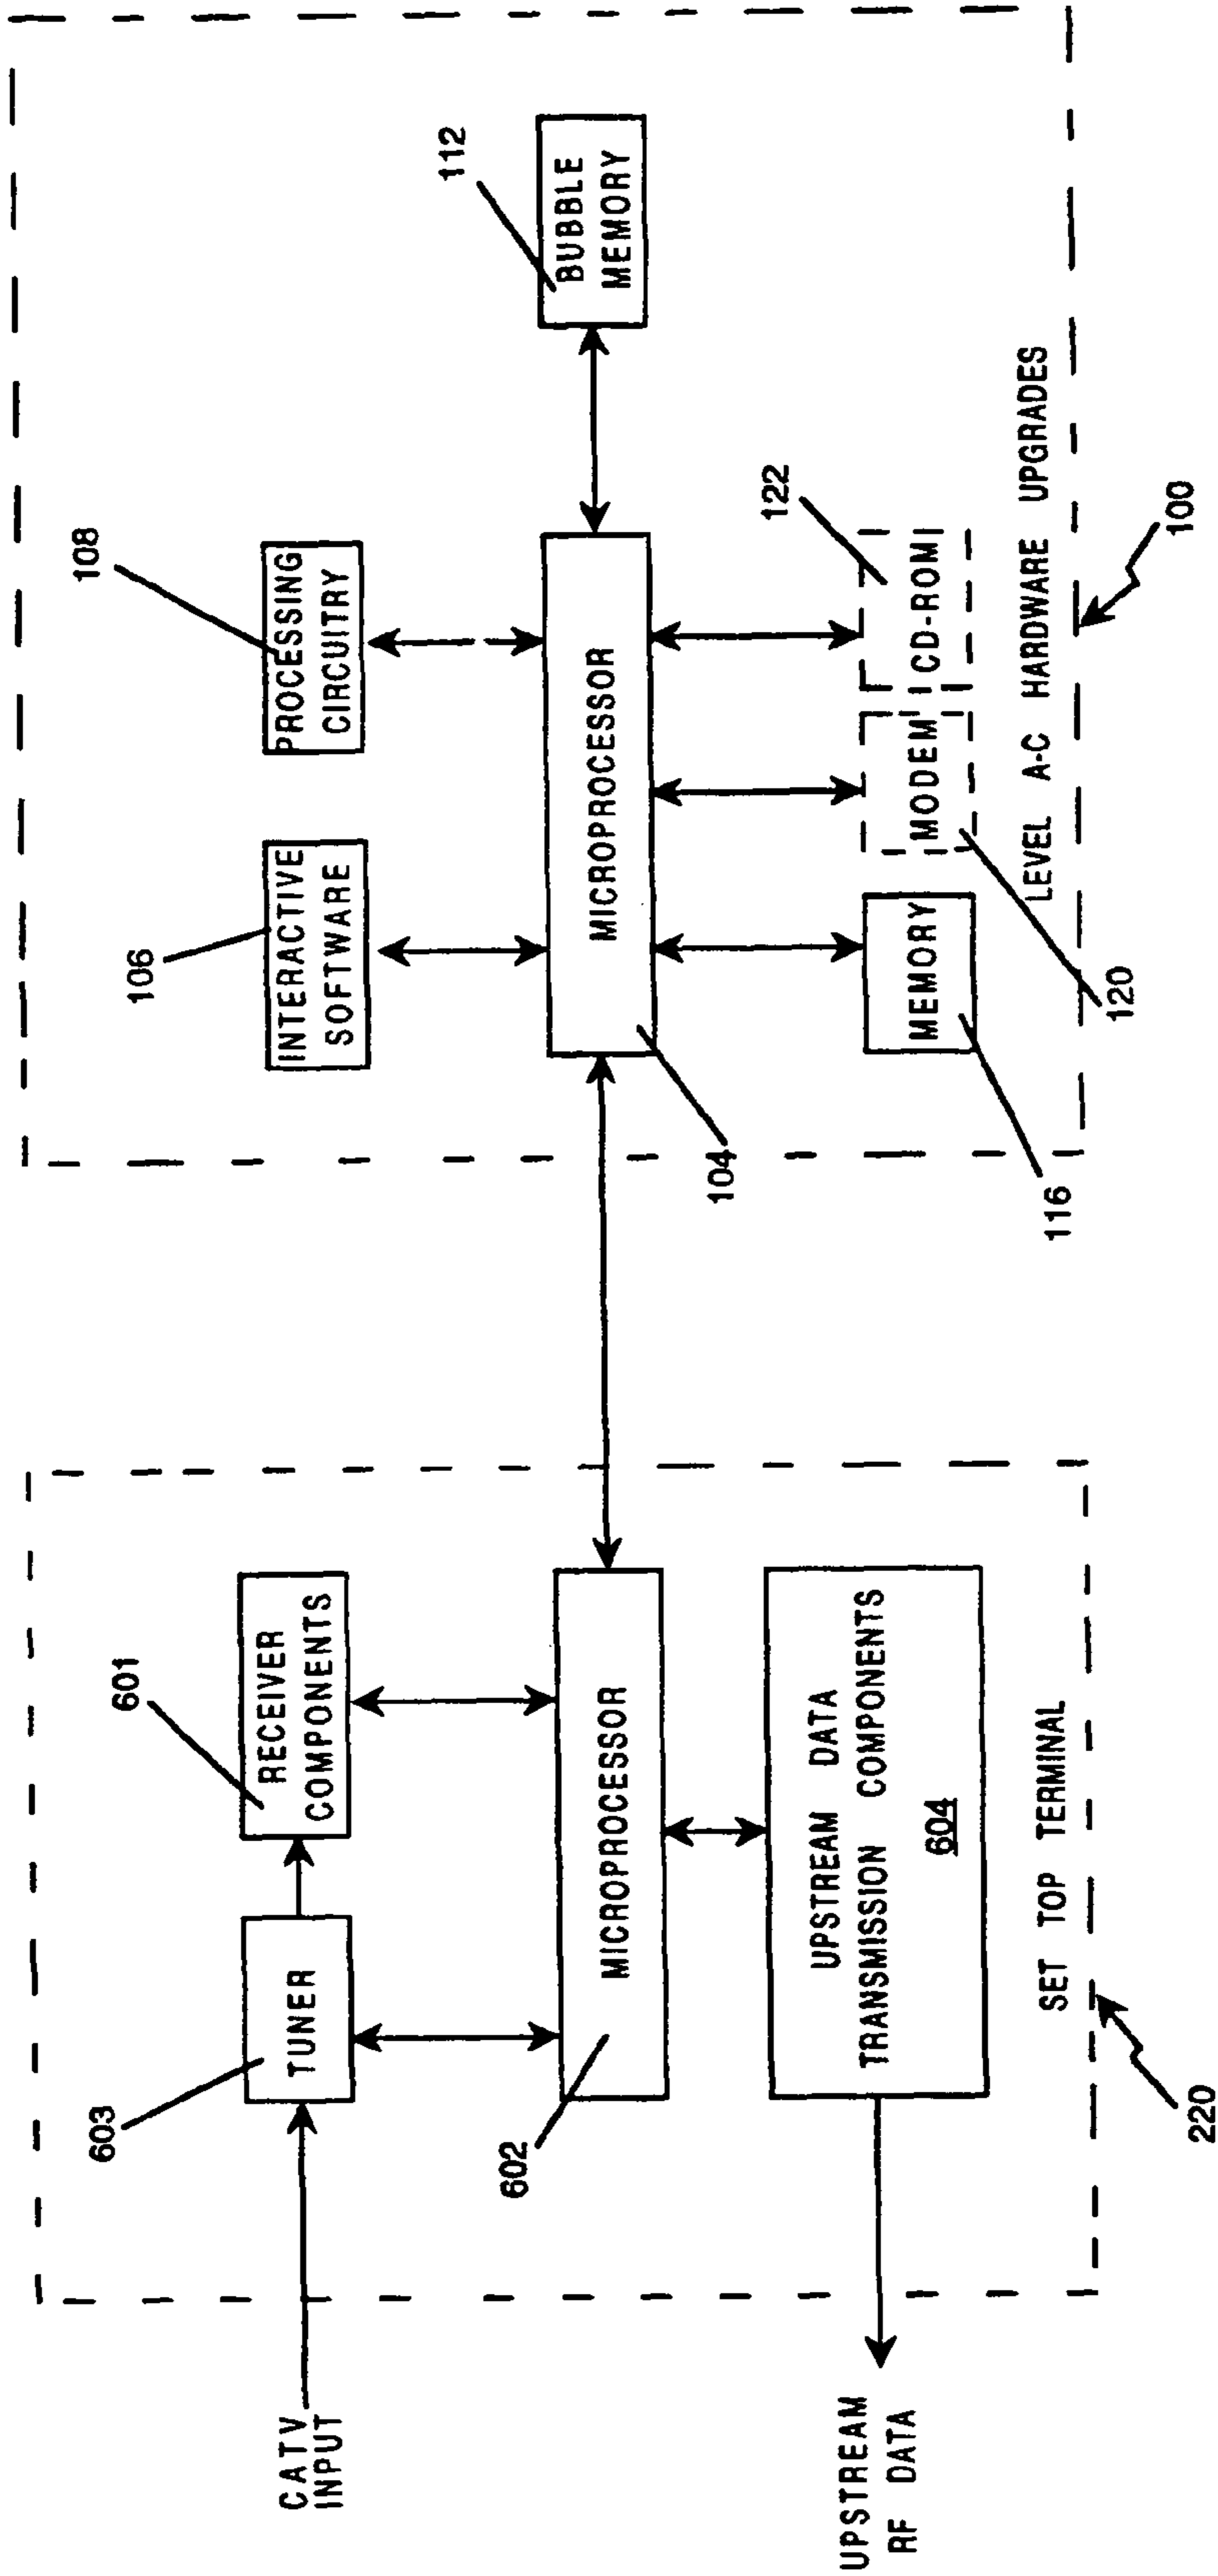 CATV
INPUT
UPSTREAM
RF DATA
603
TUNER
601
RECEIVER
COMPONENTS
602
MICROPROCESSOR
UPSTREAM DATA
TRANSMISSION COMPONENTS
604
SET TOP TERMINAL
220
106
INTERACTIVE
SOFTWARE
108
PROCESSING
CIRCUITRY
104
MICROPROCESSOR
112
BUBBLE
MEMORY
116
MEMORY
120
MODEM
122
CD-ROM
LEVEL A-C HARDWARE UPGRADES
100